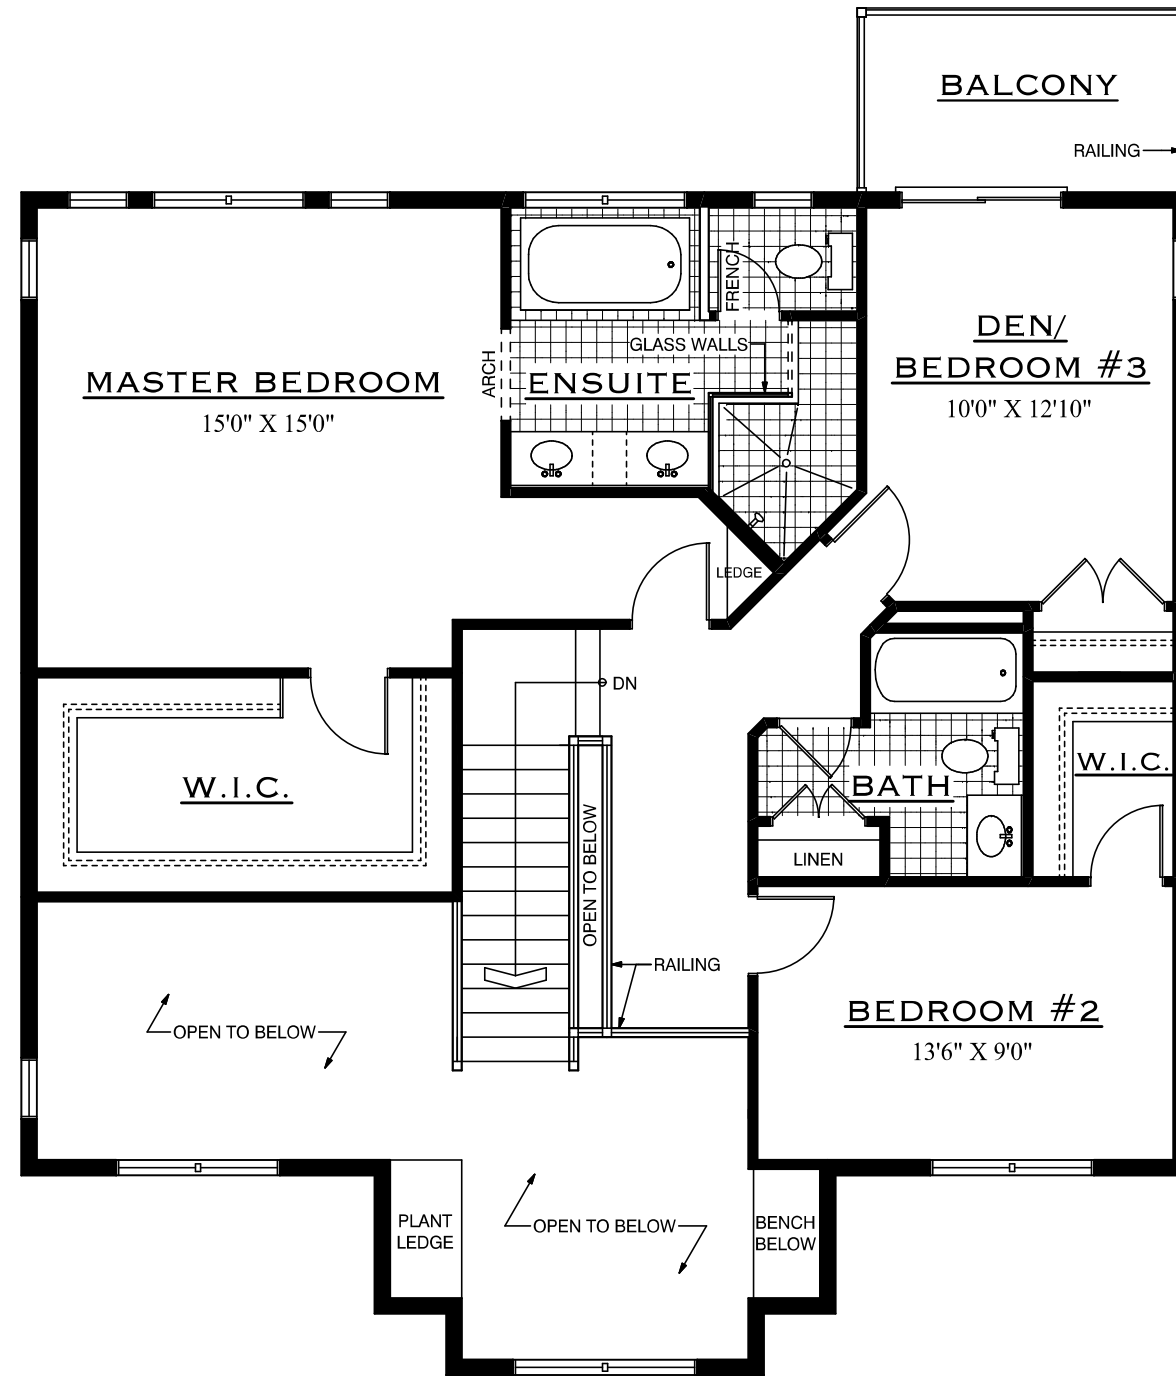 BALCONY
RAILING
FRENCH
GLASS WALLS
ARCH
ENSUITE
MASTER BEDROOM
15'0" X 15'0"
DEN/
BEDROOM #3
10'0" X 12'10"
LEDGE
DN
W.I.C.
OPEN TO BELOW
BATH
LINEN
W.I.C.
RAILING
OPEN TO BELOW
BEDROOM #2
13'6" X 9'0"
PLANT
LEDGE
OPEN TO BELOW
BENCH
BELOW